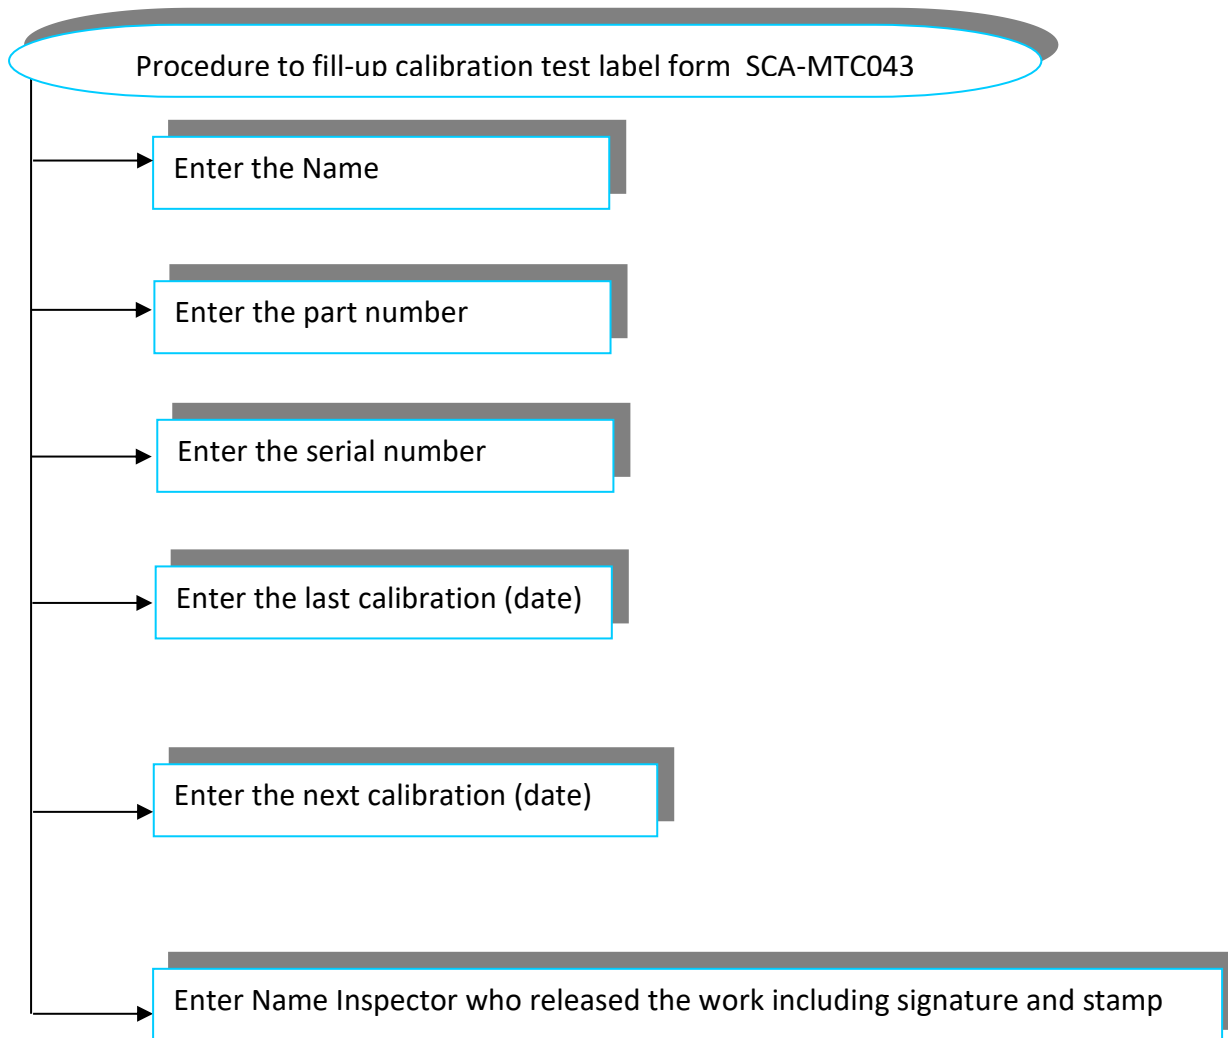 Procedure to fill-up calibration test label form  SCA-MTC043
Enter the Name
Enter the part number
Enter the serial number
Enter the last calibration (date)
Enter the next calibration (date)
Enter Name Inspector who released the work including signature and stamp